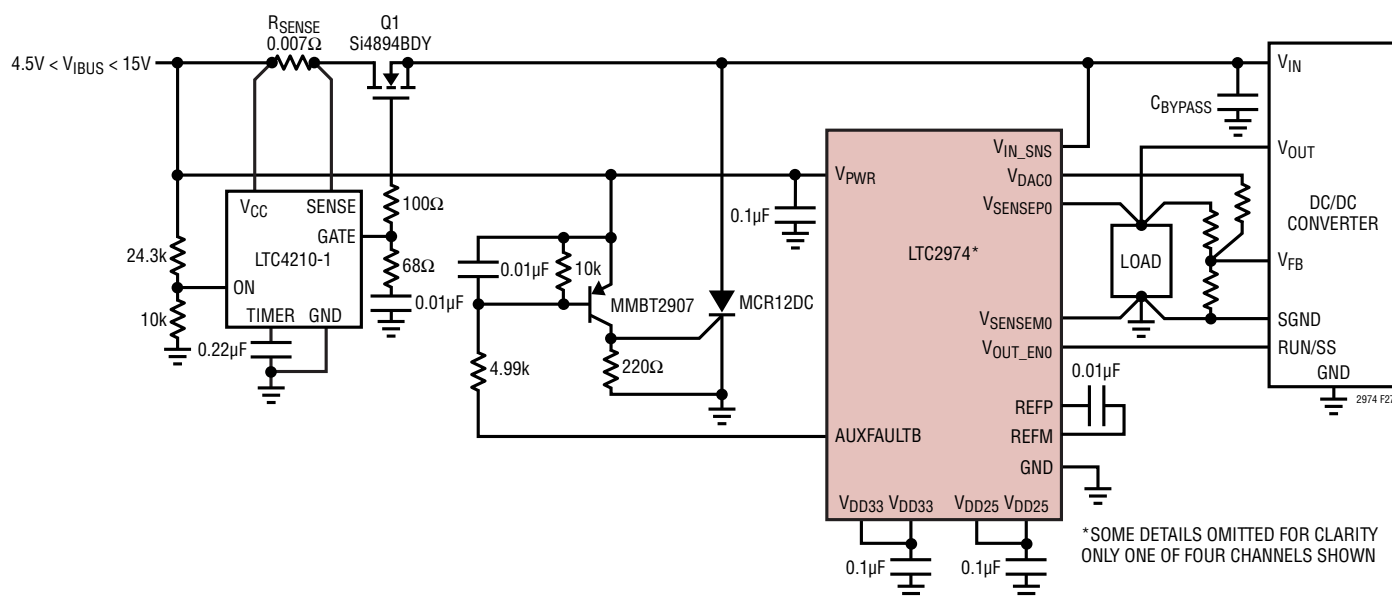 4.5V < VIBUS < 15V
RSENSE
0.007Ω
Q1
Si4894BDY
VIN
CBYPASS
VOUT
DC/DC
CONVERTER
VFB
SGND
RUN/SS
GND
2974 F27
VCC
SENSE
GATE
LTC4210-1
ON
TIMER
GND
24.3k
10k
0.22µF
100Ω
68Ω
0.01µF
0.01µF
10k
MMBT2907
4.99k
220Ω
MCR12DC
0.1µF
VPWR
LTC2974*
AUXFAULTB
VIN_SNS
VDAC0
VSENSEP0
LOAD
VSENSEM0
VOUT_EN0
REFP
REFM
0.01µF
GND
VDD33
VDD33
VDD25
VDD25
0.1µF
0.1µF
*SOME DETAILS OMITTED FOR CLARITY
ONLY ONE OF FOUR CHANNELS SHOWN